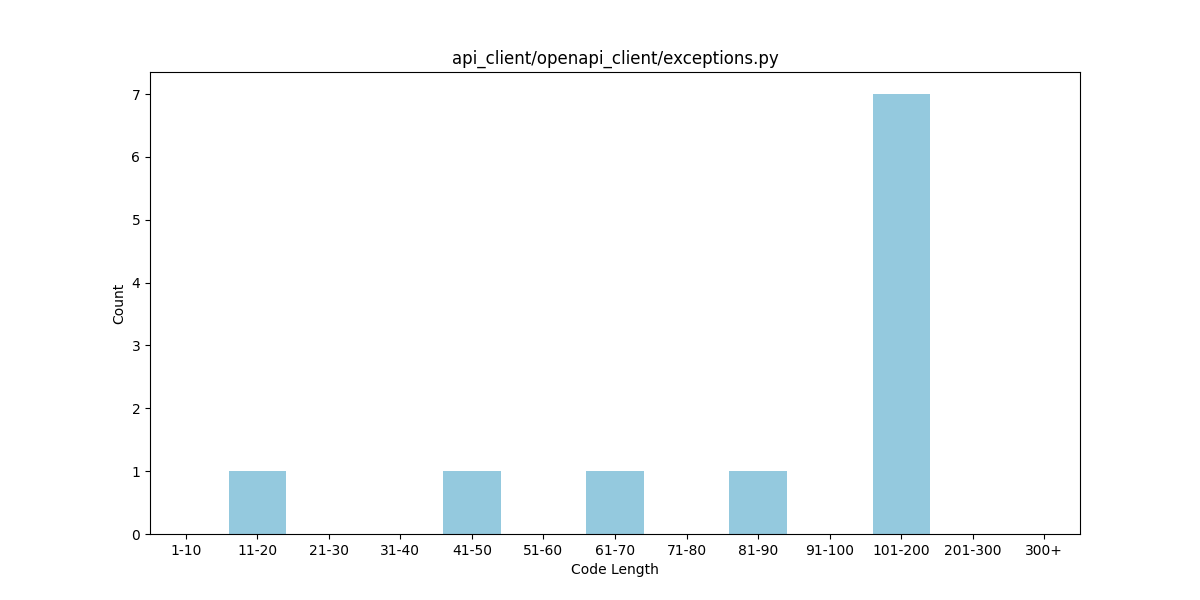 api_client/openapi_client/exceptions.py
7
6
5
4
3
2
1
0
Count
1-10 11-20 21-30 31-40 41-50 51-60 61-70 71-80 81-90 91-100 101-200 201-300 300+
Code Length